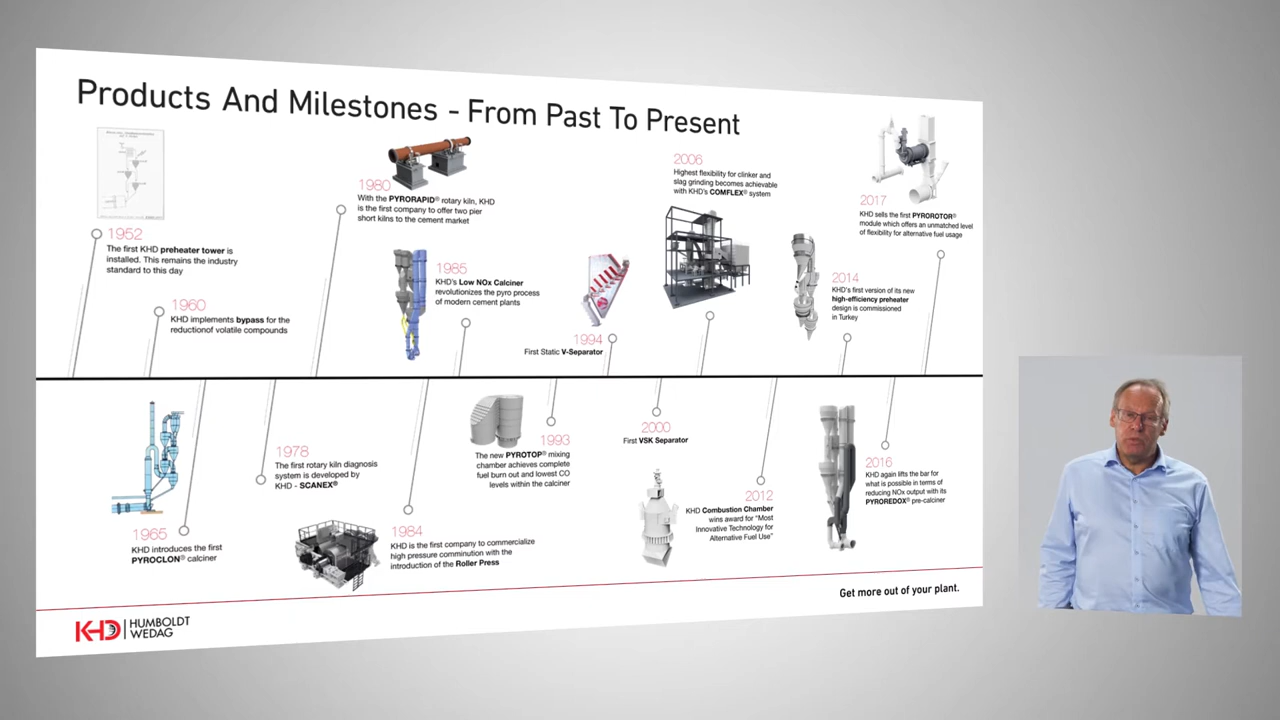 Products And Milestones - From Past To Present
1952
The first KHD preheater tower is
installed. This remains the industry
standard to this day
1960
KHD implements bypass for the
reductionof volatile compounds
1980
With the PYRORAPID® rotary kiln, KHD
is the first company to offer two pier
short kilns to the cement market
1985
KHD's Low NOx Calciner
revolutionizes the pyro process
of modern cement plants
1994
First Static V-Separator
2006
Highest flexibility for clinker and
slag grinding becomes achievable
with KHD's COMFLEX® system
2014
KHD's first version of its new
high-efficiency preheater
design is commissioned
in Turkey
2017
KHD sells the first PYROROTOR®
module which offers an unmatched level
of flexibility for alternative fuel usage
1965
KHD introduces the first
PYROCLON® calciner
1978
The first rotary kiln diagnosis
system is developed by
KHD - SCANEX®
1984
KHD is the first company to commercialize
high pressure comminution with the
introduction of the Roller Press
1993
The new PYROTOP® mixing
chamber achieves complete
fuel burn out and lowest CO
levels within the calciner
2000
First VSK Separator
2012
KHD Combustion Chamber
wins award for "Most
Innovative Technology for
Alternative Fuel Use"
2016
KHD again lifts the bar for
what is possible in terms of
reducing NOx output with its
PYROREDOX® pre-calciner
Get more out of your plant.
KHD HUMBOLDT
WEDAG